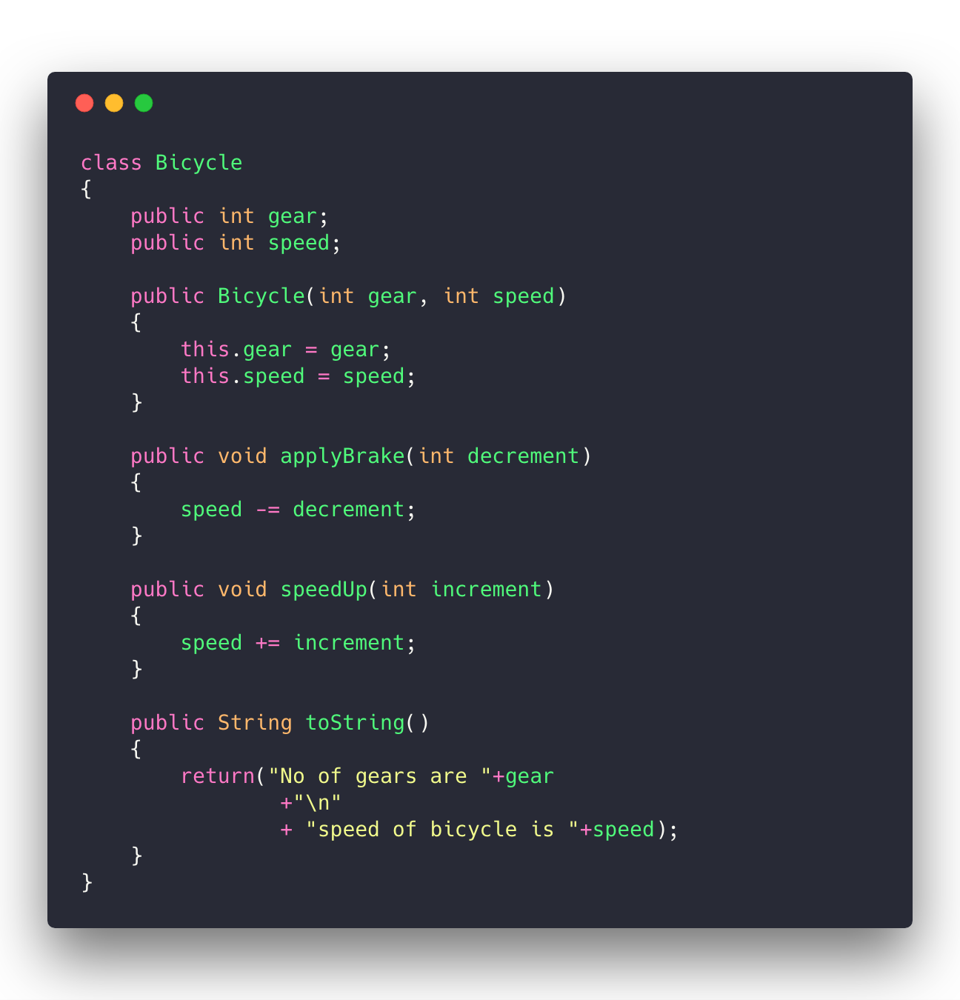 class Bicycle
{
    public int gear;
    public int speed;

    public Bicycle(int gear, int speed)
    {
        this.gear = gear;
        this.speed = speed;
    }

    public void applyBrake(int decrement)
    {
        speed -= decrement;
    }

    public void speedUp(int increment)
    {
        speed += increment;
    }

    public String toString()
    {
        return("No of gears are "+gear
                +"\n"
                + "speed of bicycle is "+speed);
    }
}